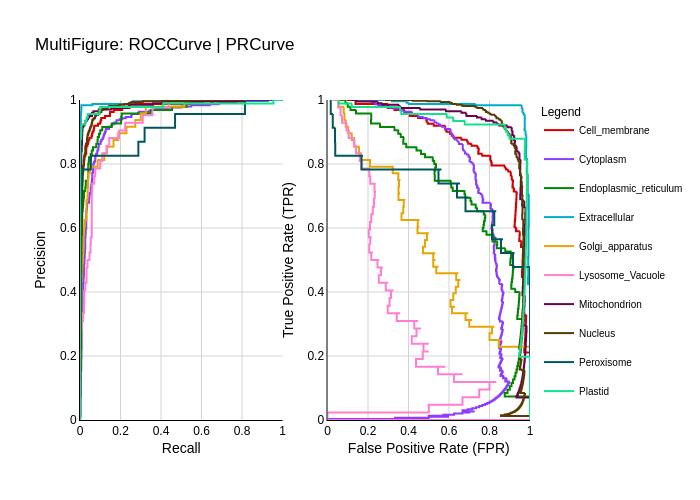 MultiFigure: ROCCurve | PRCurve
Legend
Cell_membrane
Cytoplasm
Endoplasmic_reticulum
Extracellular
Golgi_apparatus
Lysosome_Vacuole
Mitochondrion
Nucleus
Peroxisome
Plastid
Precision
1
0.8
0.6
0.4
0.2
0
0 0.2 0.4 0.6 0.8 1
Recall
True Positive Rate (TPR)
1
0.8
0.6
0.4
0.2
0
0 0.2 0.4 0.6 0.8 1
False Positive Rate (FPR)